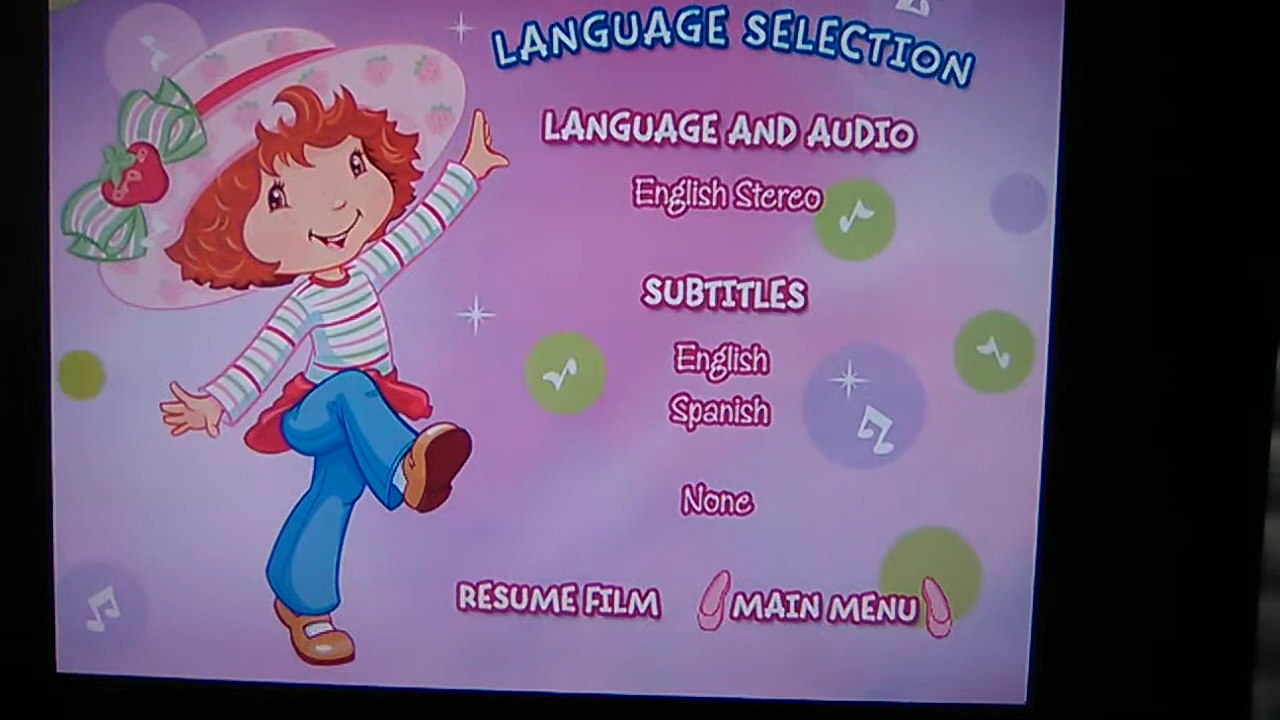 LANGUAGE SELECTION
LANGUAGE AND AUDIO
English Stereo
SUBTITLES
English
Spanish
None
RESUME FILM
MAIN MENU